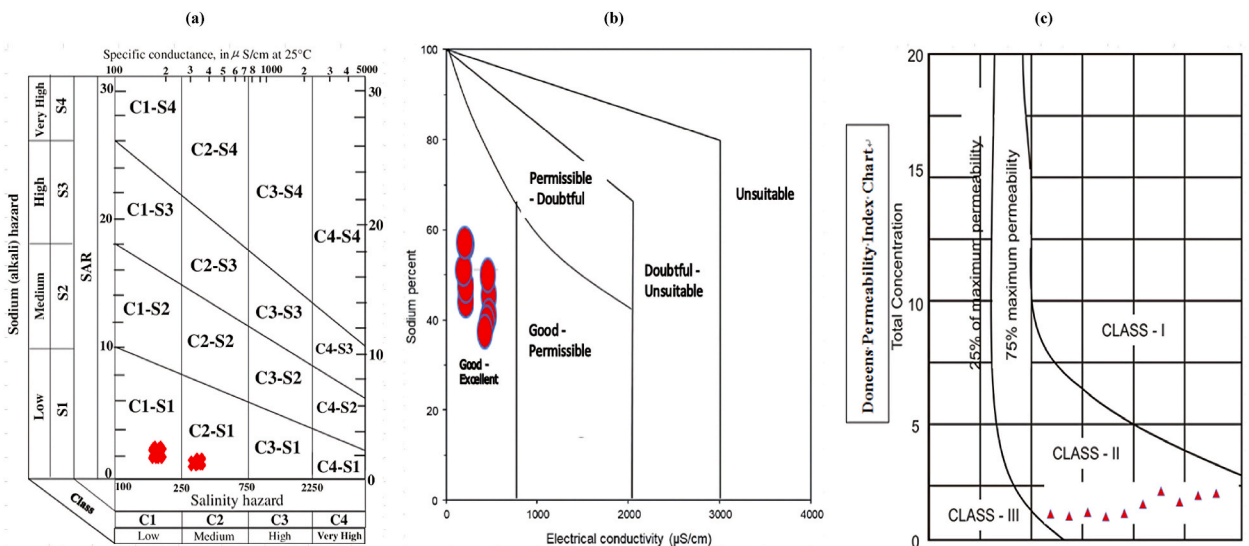 (a)
Specific conductance, in μ S/cm at 25°C
100 2 3 4 5 6 7 8 1000 2 3 4 5000
Sodium (alkali) hazard
Very High
High
Medium
Low
S4
S3
S2
S1
SAR
30
20
10
0
30
20
10
0
C1-S4
C2-S4
C3-S4
C4-S4
C1-S3
C2-S3
C3-S3
C4-S3
C1-S2
C2-S2
C3-S2
C4-S2
C1-S1
C2-S1
C3-S1
C4-S1
100 250 750 2250
Salinity hazard
Class
C1 C2 C3 C4
Low Medium High Very High
(b)
Sodium percent
100
80
60
40
20
0
Permissible
- Doubtful
Unsuitable
Doubtful -
Unsuitable
Good -
Permissible
Good -
Excellent
0 1000 2000 3000 4000
Electrical conductivity (µS/cm)
(c)
Doneens Permeability Index Chart
Total Concentration
20
15
10
5
0
25% of maximum permeability
75% maximum permeability
CLASS - I
CLASS - II
CLASS - III